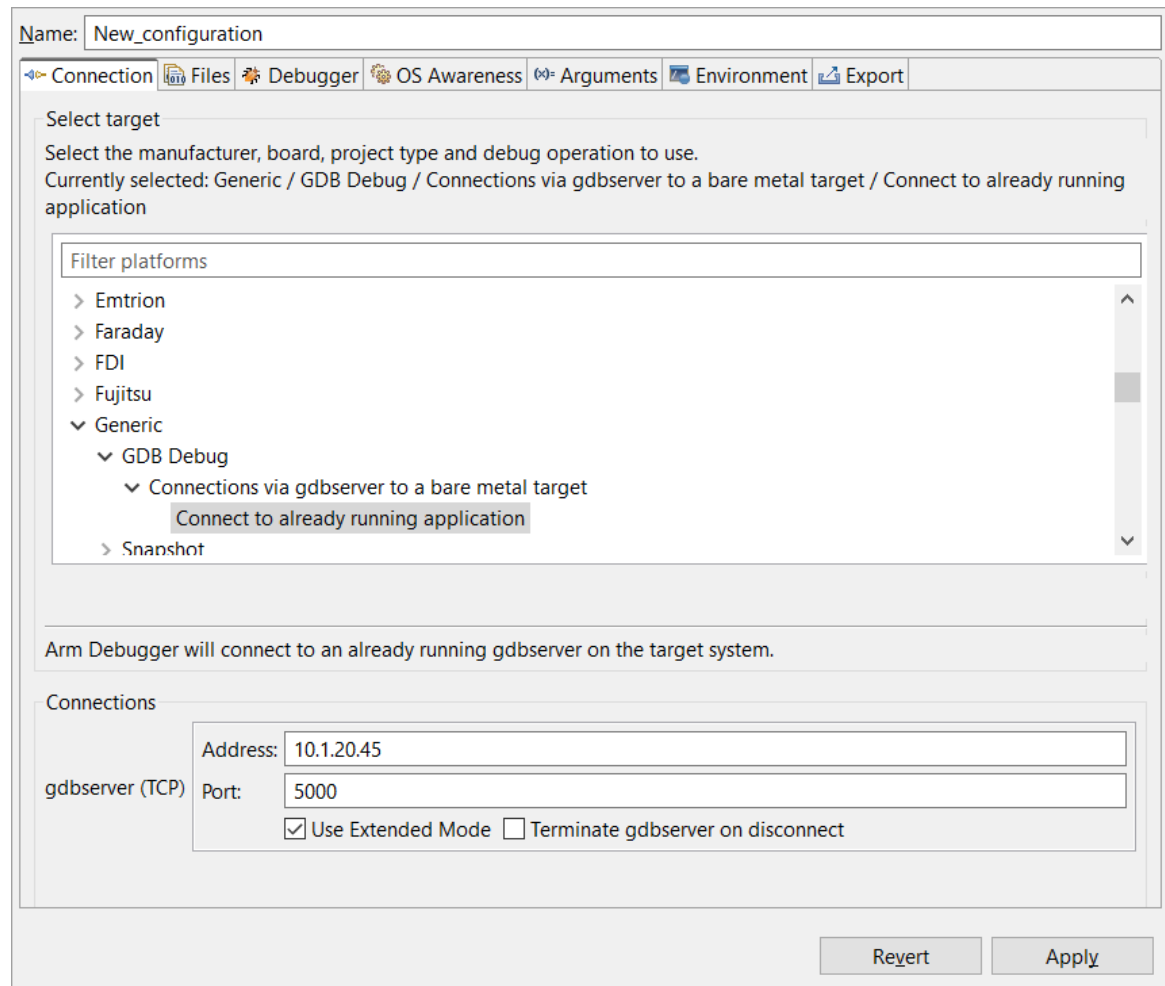 Name: New_configuration
Connection Files Debugger OS Awareness Arguments Environment Export
Select target
Select the manufacturer, board, project type and debug operation to use.
Currently selected: Generic / GDB Debug / Connections via gdbserver to a bare metal target / Connect to already running
application
Filter platforms
Emtrion
Faraday
FDI
Fujitsu
Generic
GDB Debug
Connections via gdbserver to a bare metal target
Connect to already running application
Snapshot
Arm Debugger will connect to an already running gdbserver on the target system.
Connections
Address: 10.1.20.45
gdbserver (TCP) Port: 5000
Use Extended Mode Terminate gdbserver on disconnect
Revert Apply